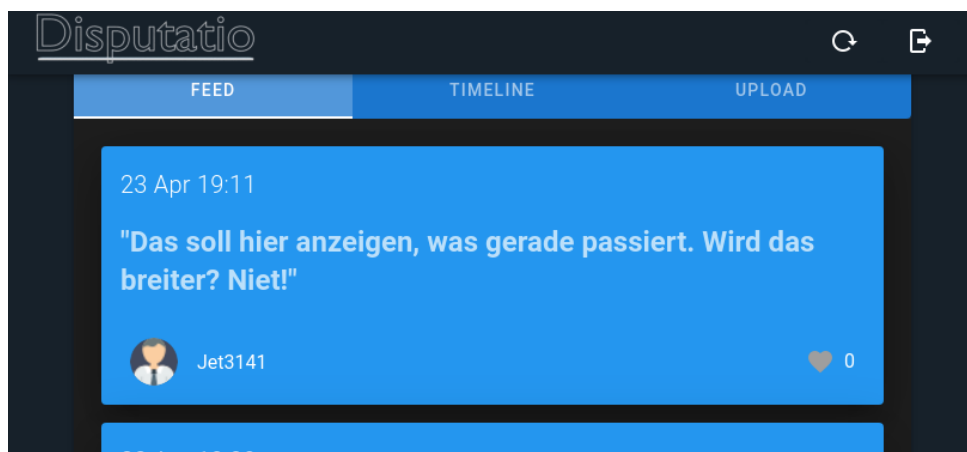 Disputatio
FEED
TIMELINE
UPLOAD
23 Apr 19:11
"Das soll hier anzeigen, was gerade passiert. Wird das
breiter? Niet!"
Jet3141
0